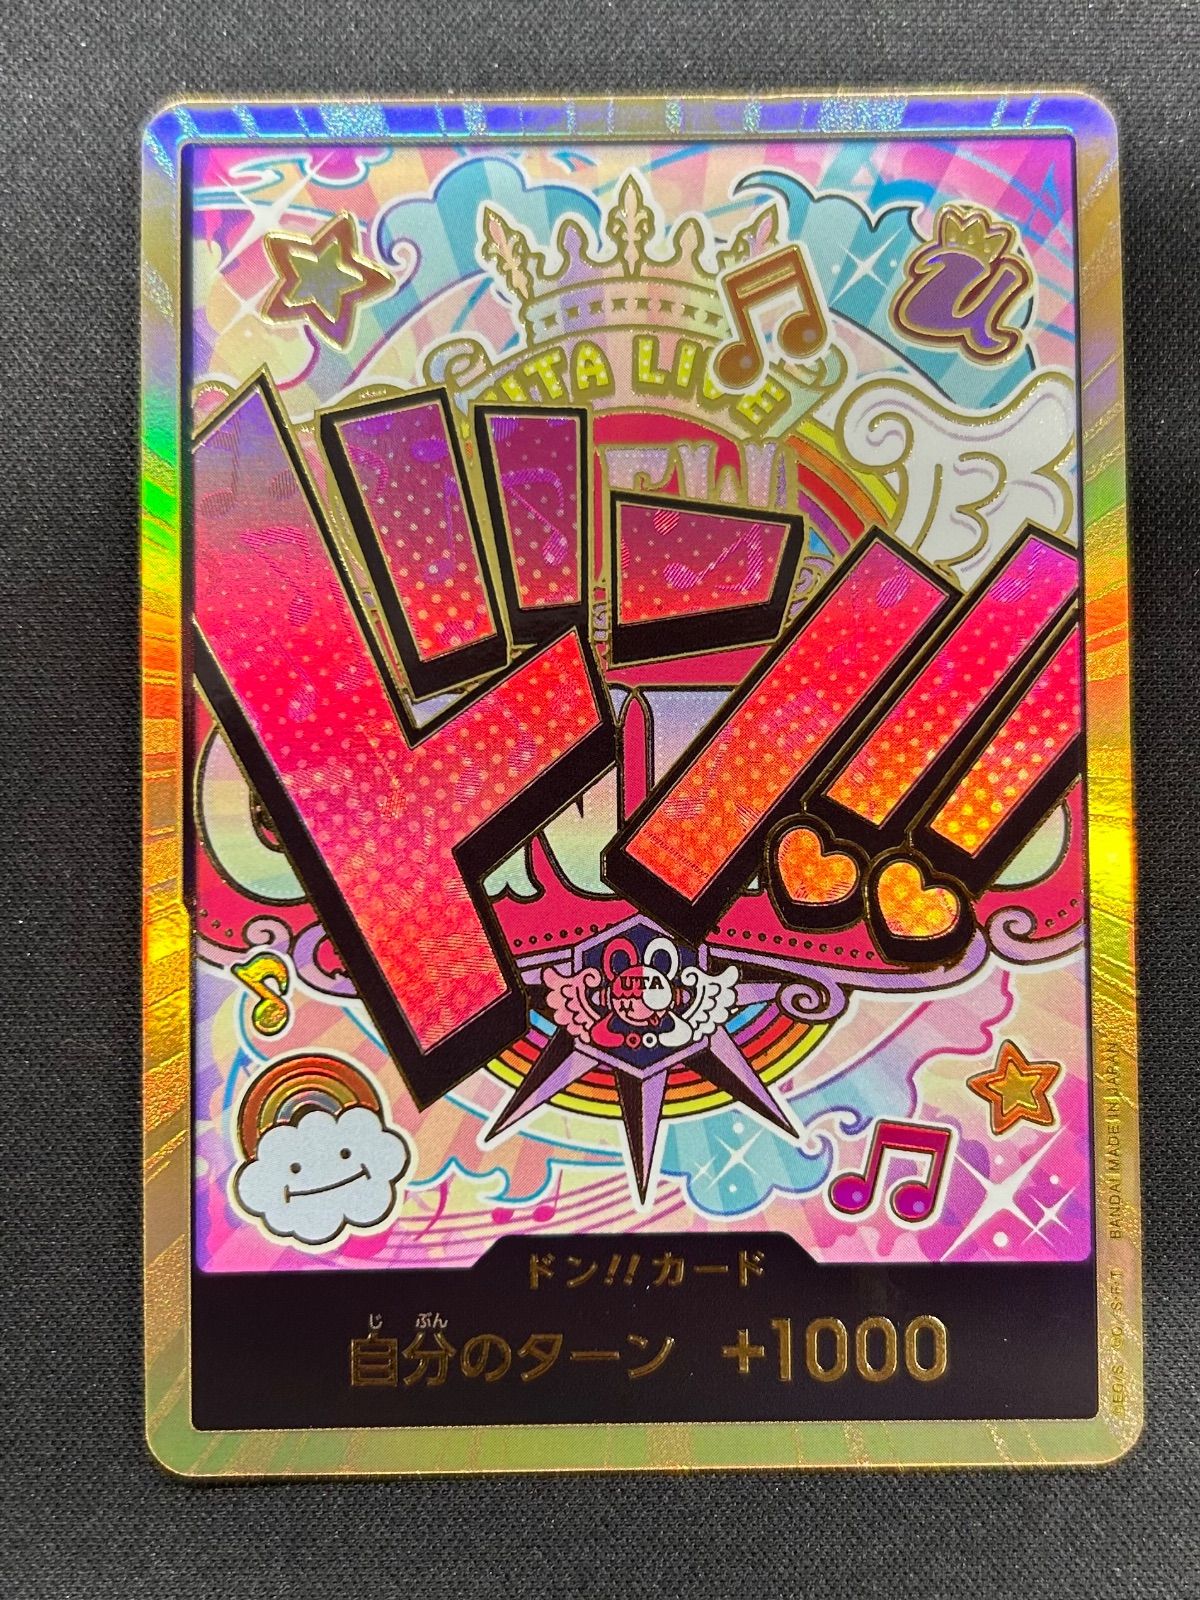 UTA LIVE
ドン!!
UTA
ドン!!カード
じ ぶん
自分のターン +1000
BANDAI MADE IN JAPAN